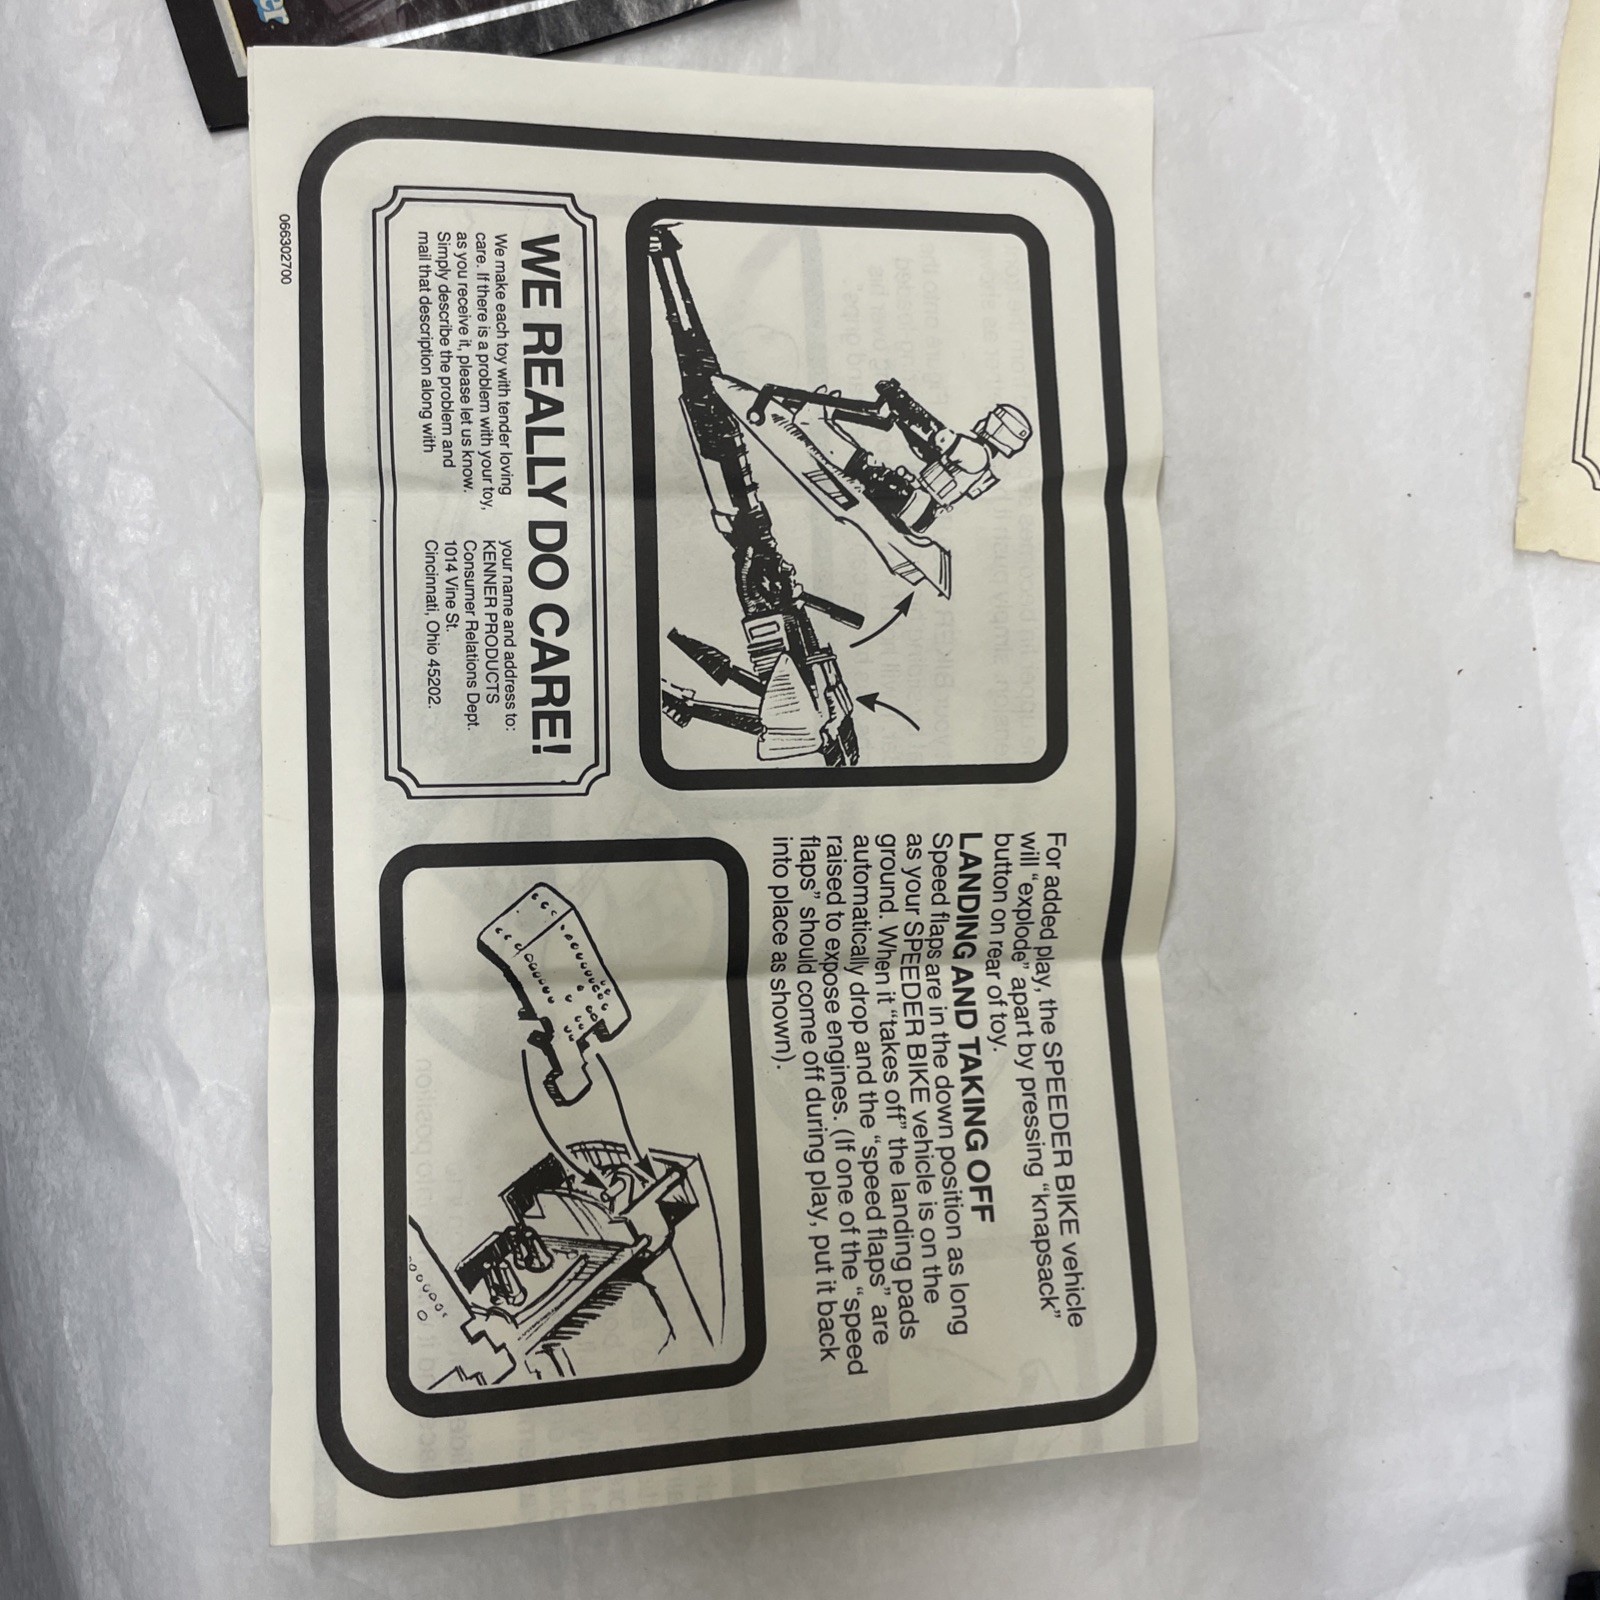 For added play, the SPEEDER BIKE vehicle
will "explode" apart by pressing "knapsack"
button on rear of toy.
LANDING AND TAKING OFF
Speed flaps are in the down position as long
as your SPEEDER BIKE vehicle is on the
ground. When it "takes off" the landing pads
automatically drop and the "speed flaps" are
raised to expose engines. (If one of the "speed
flaps" should come off during play, put it back
into place as shown).
WE REALLY DO CARE!
We make each toy with tender loving
care. If there is a problem with your toy,
as you receive it, please let us know.
Simply describe the problem and
mail that description along with
your name and address to:
KENNER PRODUCTS
Consumer Relations Dept.
1014 Vine St.
Cincinnati, Ohio 45202.
066302700